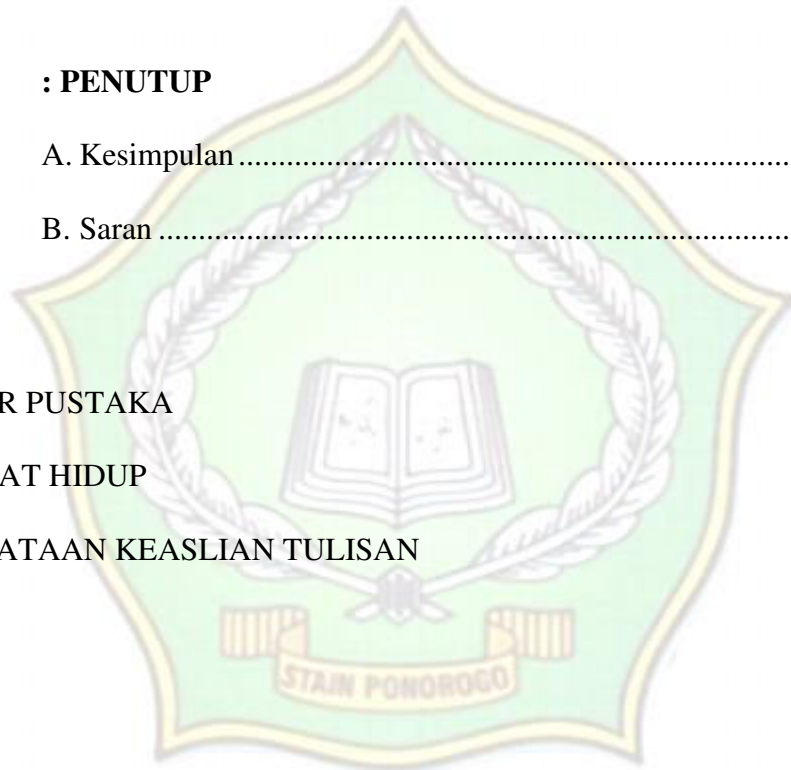 : PENUTUP
A. Kesimpulan ....................................................................
B. Saran .............................................................................
R PUSTAKA
AT HIDUP
ATAAN KEASLIAN TULISAN
STAIN PONOROGO